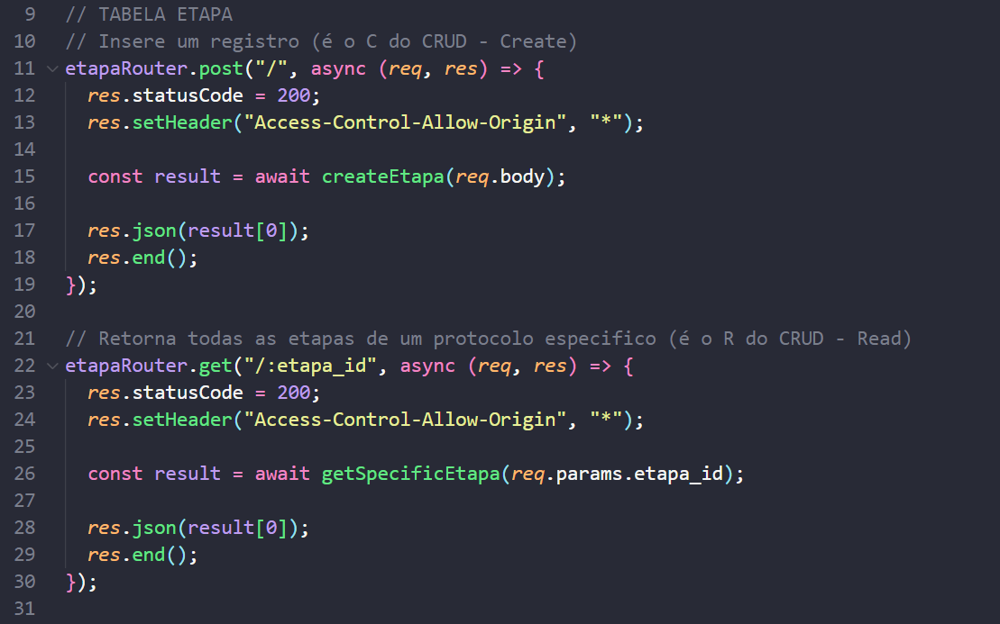 9 // TABELA ETAPA
10 // Insere um registro (é o C do CRUD - Create)
11 etapaRouter.post("/", async (req, res) => {
12 res.statusCode = 200;
13 res.setHeader("Access-Control-Allow-Origin", "*");
14
15 const result = await createEtapa(req.body);
16
17 res.json(result[0]);
18 res.end();
19 });
20
21 // Retorna todas as etapas de um protocolo especifico (é o R do CRUD - Read)
22 etapaRouter.get("/:etapa_id", async (req, res) => {
23 res.statusCode = 200;
24 res.setHeader("Access-Control-Allow-Origin", "*");
25
26 const result = await getSpecificEtapa(req.params.etapa_id);
27
28 res.json(result[0]);
29 res.end();
30 });
31